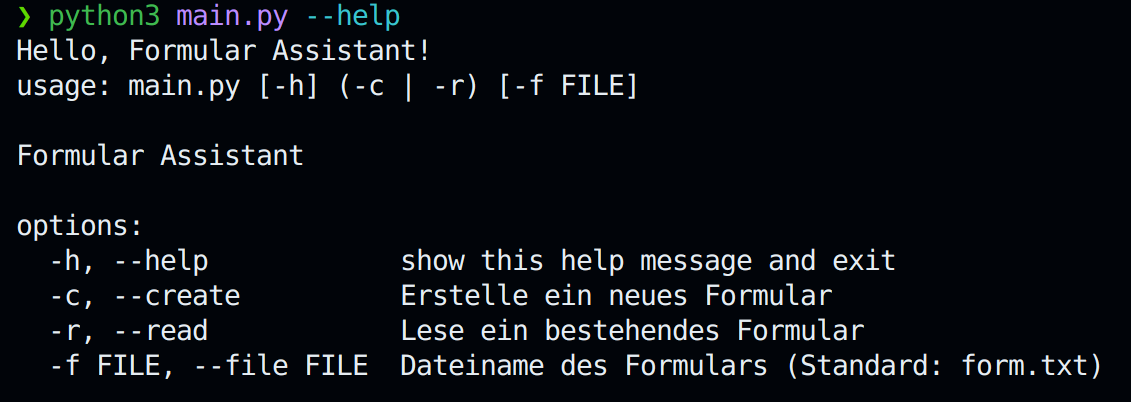 ❯ python3 main.py --help
Hello, Formular Assistant!
usage: main.py [-h] (-c | -r) [-f FILE]

Formular Assistant

options:
  -h, --help            show this help message and exit
  -c, --create          Erstelle ein neues Formular
  -r, --read            Lese ein bestehendes Formular
  -f FILE, --file FILE  Dateiname des Formulars (Standard: form.txt)